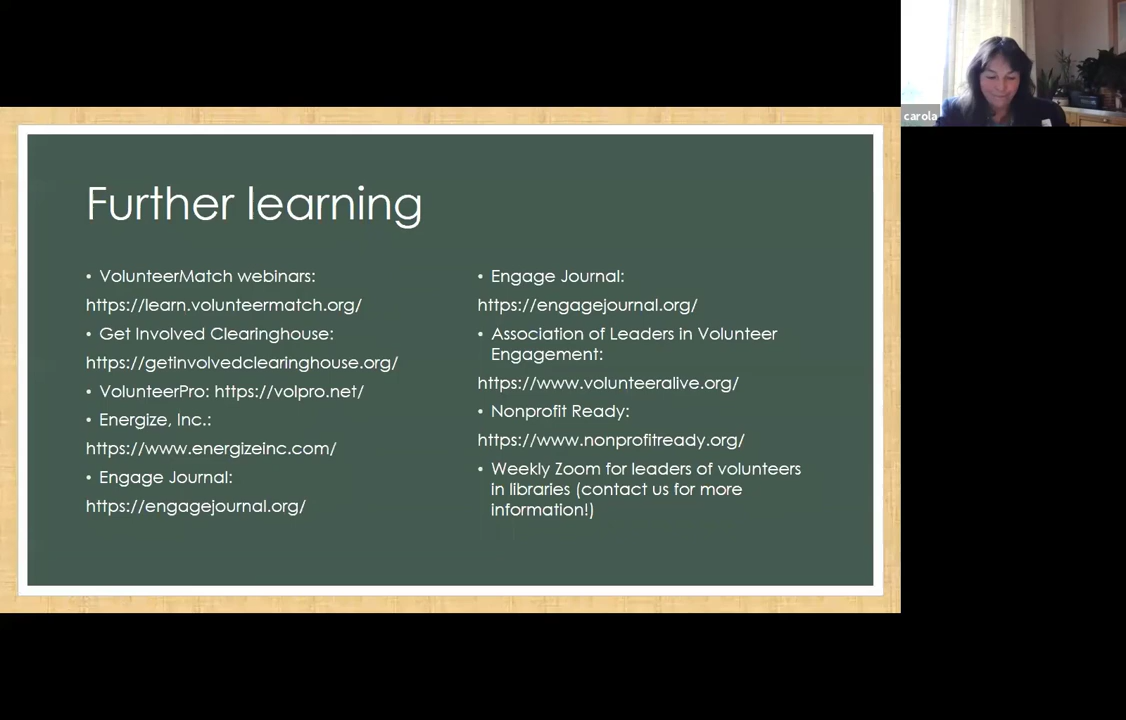 Further learning
• VolunteerMatch webinars:
https://learn.volunteermatch.org/
• Get Involved Clearinghouse:
https://getinvolvedclearinghouse.org/
• VolunteerPro: https://volpro.net/
• Energize, Inc.:
https://www.energizeinc.com/
• Engage Journal:
https://engagejournal.org/
• Engage Journal:
https://engagejournal.org/
• Association of Leaders in Volunteer
Engagement:
https://www.volunteeralive.org/
• Nonprofit Ready:
https://www.nonprofitready.org/
• Weekly Zoom for leaders of volunteers
in libraries (contact us for more
information!)
carola